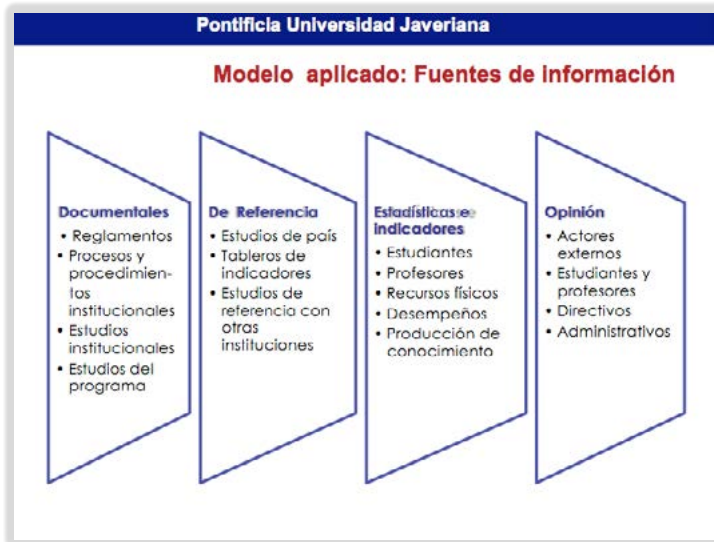 Pontificia Universidad Javeriana
Modelo aplicado: Fuentes de información
Documentales
• Reglamentos
• Procesos y
procedimien-
tos
institucionales
• Estudios
institucionales
• Estudios del
programa
De Referencia
• Estudios de país
• Tableros de
indicadores
• Estudios de
referencia con
otras
instituciones
Estadísticas e
indicadores
• Estudiantes
• Profesores
• Recursos físicos
• Desempeños
• Producción de
conocimiento
Opinión
• Actores
externos
• Estudiantes y
profesores
• Directivos
• Administrativos